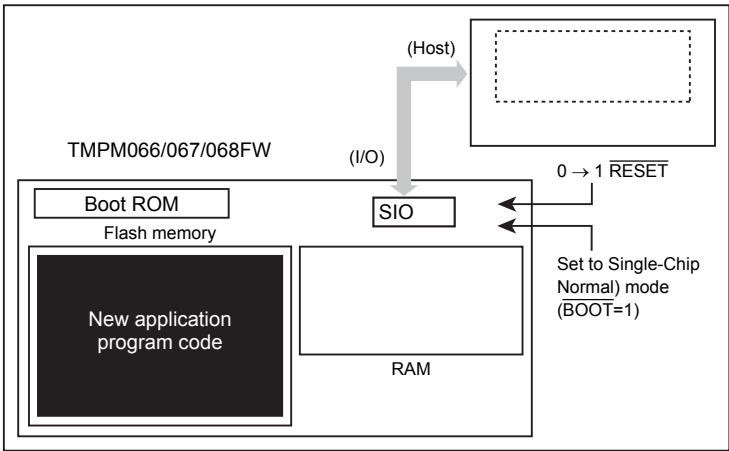 (Host)
TMPM066/067/068FW
(I/O)
0 → 1 RESET
Boot ROM
SIO
Flash memory
Set to Single-Chip
Normal) mode
(BOOT=1)
New application
program code
RAM